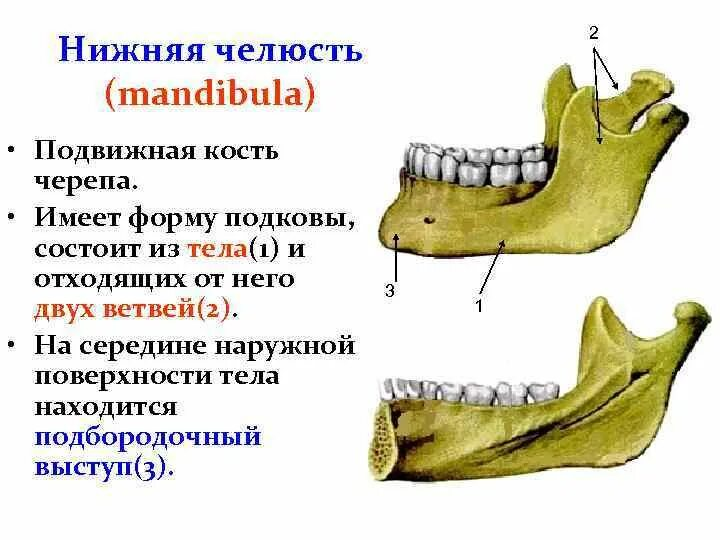 Нижняя челюсть
(mandibula)
• Подвижная кость
черепа.
• Имеет форму подковы,
состоит из тела(1) и
отходящих от него
двух ветвей(2).
• На середине наружной
поверхности тела
находится
подбородочный
выступ(3).
2
3
1